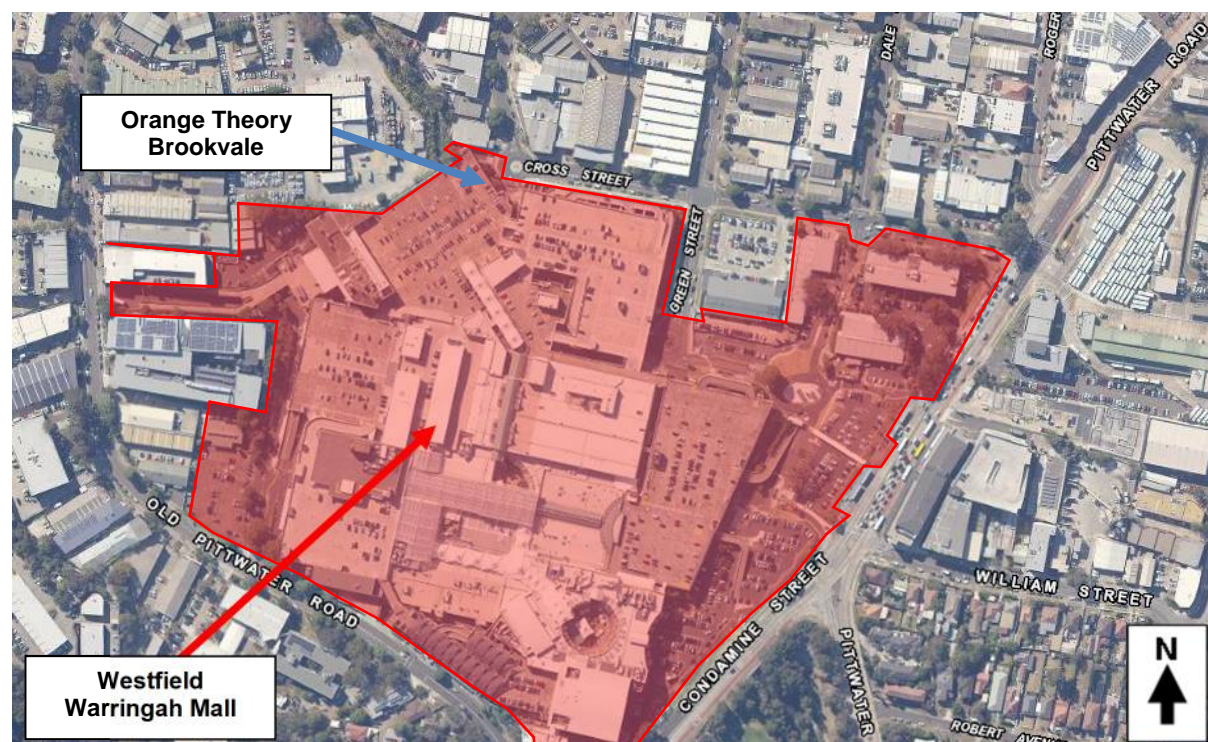 DALE
ROGER
PITTWATER ROAD
Orange Theory
Brookvale
CROSS STREET
GREEN STREET
OLD PITTWATER ROAD
CONDAMINE STREET
WILLIAM STREET
PITTWATER
Westfield
Warringah Mall
N
ROBERT AVENUE